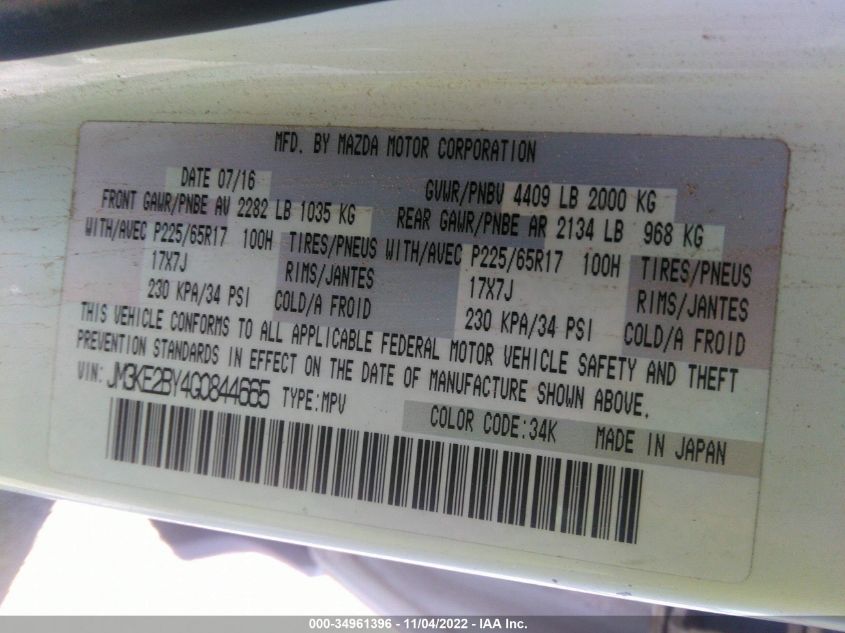 MFD. BY MAZDA MOTOR CORPORATION
DATE 07/16 GVWR/PNBV 4409 LB 2000 KG
FRONT GAWR/PNBE AV 2282 LB 1035 KG REAR GAWR/PNBE AR 2134 LB 968 KG
WITH/AVEC P225/65R17 100H TIRES/PNEUS WITH/AVEC P225/65R17 100H TIRES/PNEUS
17X7J RIMS/JANTES 17X7J RIMS/JANTES
230 KPA/34 PSI COLD/A FROID 230 KPA/34 PSI COLD/A FROID
THIS VEHICLE CONFORMS TO ALL APPLICABLE FEDERAL MOTOR VEHICLE SAFETY AND THEFT
PREVENTION STANDARDS IN EFFECT ON THE DATE OF MANUFACTURE SHOWN ABOVE.
VIN: JM3KE2BY4G0844665 TYPE:MPV
COLOR CODE:34K MADE IN JAPAN
000-34961396 - 11/04/2022 - IAA Inc.